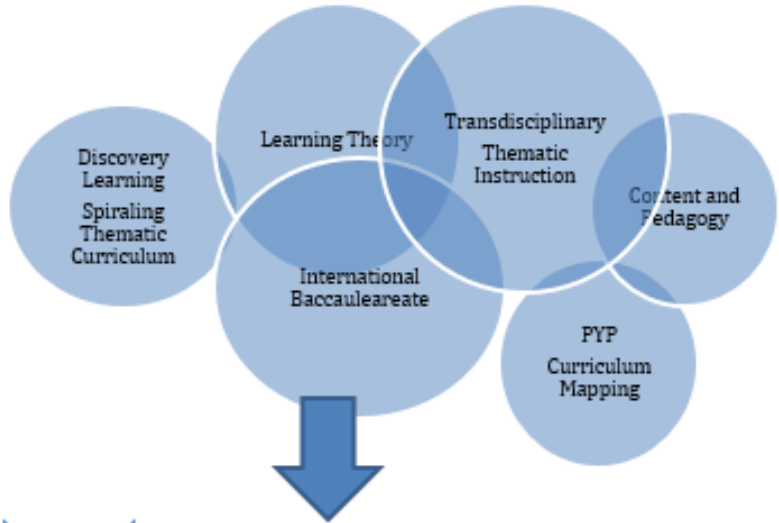 Discovery
Learning
Spiraling
Thematic
Curriculum
Learning Theory
Transdisciplinary
Thematic
Instruction
Content and
Pedagogy
International
Baccauleareate
PYP
Curriculum
Mapping